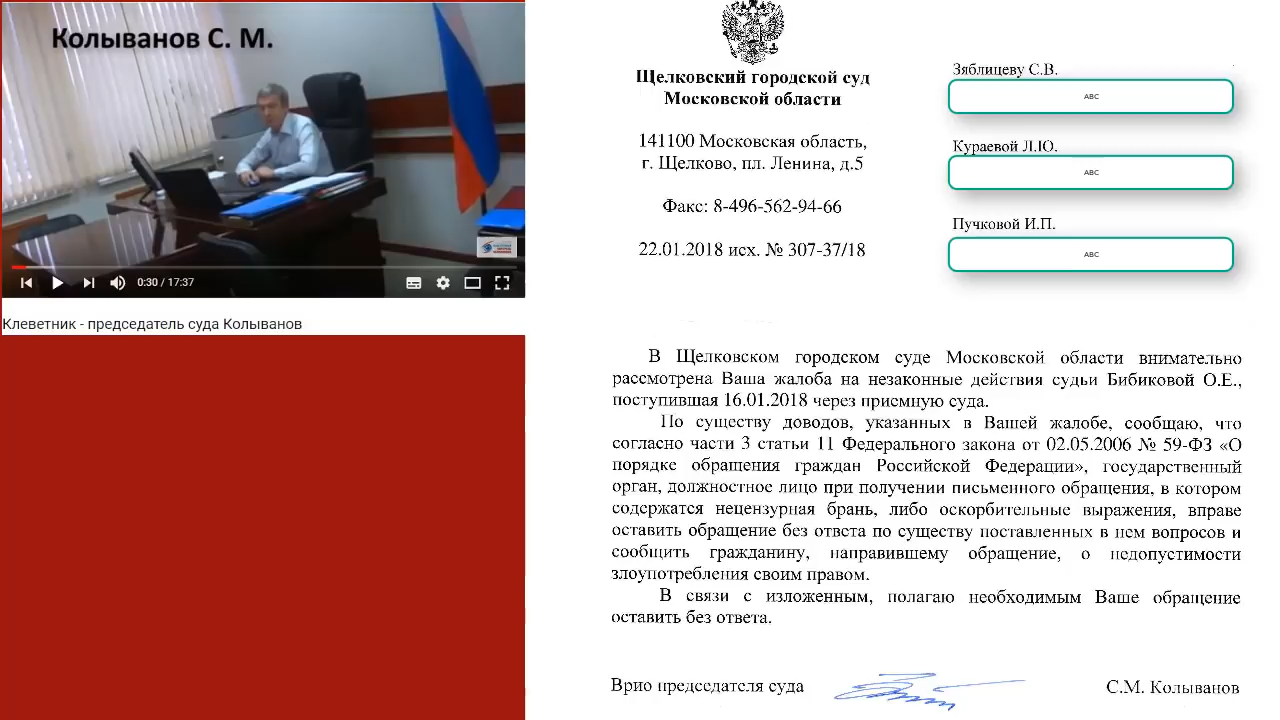 Колыванов С. М.
0:30 / 17:37
Клеветник - председатель суда Колыванов
Щелковский городской суд
Московской области
141100 Московская область,
г. Щелково, пл. Ленина, д.5
Факс: 8-496-562-94-66
22.01.2018 исх. № 307-37/18
Зяблицеву С.В.
ABC
Кураевой Л.Ю.
ABC
Пучковой И.П.
ABC
В Щелковском городском суде Московской области внимательно
рассмотрена Ваша жалоба на незаконные действия судьи Бибиковой О.Е.,
поступившая 16.01.2018 через приемную суда.
По существу доводов, указанных в Вашей жалобе, сообщаю, что
согласно части 3 статьи 11 Федерального закона от 02.05.2006 № 59-ФЗ «О
порядке обращения граждан Российской Федерации», государственный
орган, должностное лицо при получении письменного обращения, в котором
содержатся нецензурная брань, либо оскорбительные выражения, вправе
оставить обращение без ответа по существу поставленных в нем вопросов и
сообщить гражданину, направившему обращение, о недопустимости
злоупотребления своим правом.
В связи с изложенным, полагаю необходимым Ваше обращение
оставить без ответа.
Врио председателя суда
С.М. Колыванов